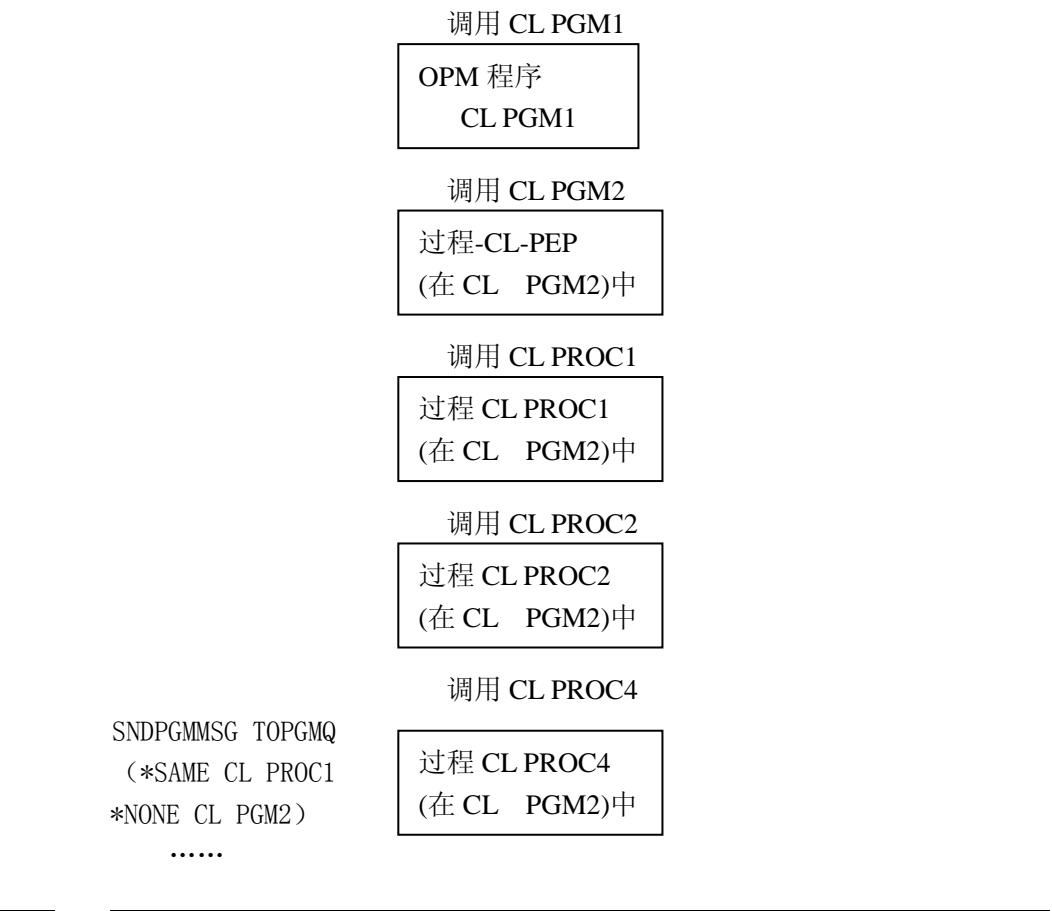 调用 CL PGM1
OPM 程序
CL PGM1
调用 CL PGM2
过程-CL-PEP
(在 CL PGM2)中
调用 CL PROC1
过程 CL PROC1
(在 CL PGM2)中
调用 CL PROC2
过程 CL PROC2
(在 CL PGM2)中
调用 CL PROC4
SNDPGMMSG TOPGMQ
（*SAME CL PROC1
*NONE CL PGM2）
……
过程 CL PROC4
(在 CL PGM2)中